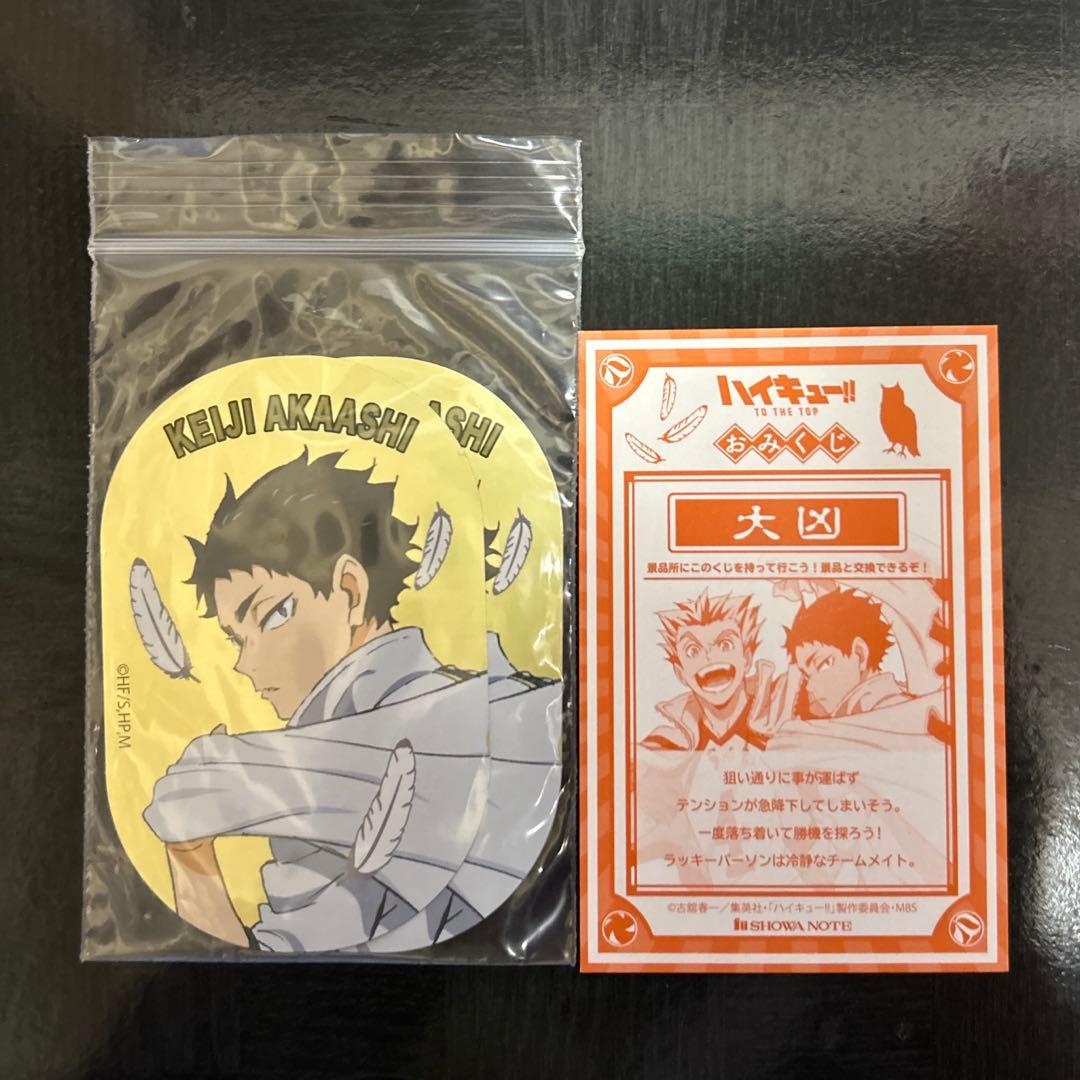 KEIJI AKAASHI
ASHI
©HF/S,HP,M
ハイキュー!!
TO THE TOP
おみくじ
大凶
景品所にこのくじを持って行こう！景品と交換できるぞ！
狙い通りに事が運ばず
テンションが急降下してしまいそう。
一度落ち着いて勝機を探ろう！
ラッキーパーソンは冷静なチームメイト。
©古舘春一／集英社・「ハイキュー!!」製作委員会・MBS
SHOWA NOTE